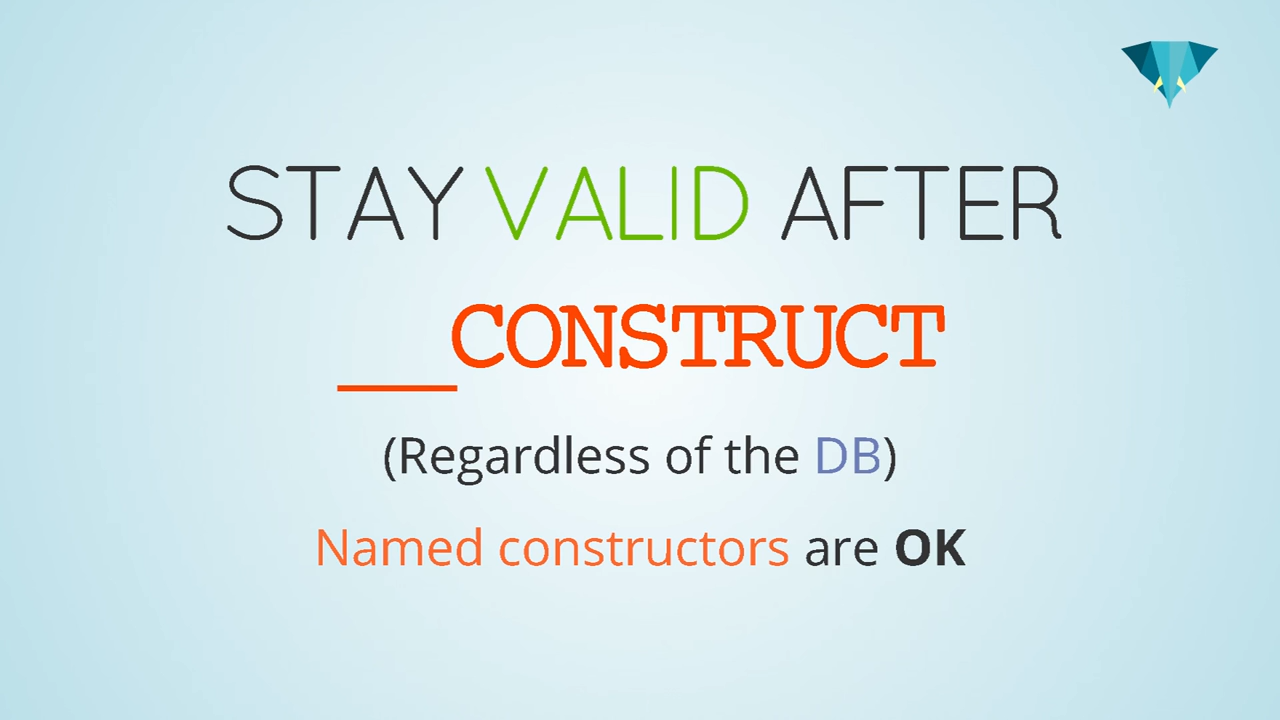 STAY VALID AFTER
__CONSTRUCT
(Regardless of the DB)
Named constructors are OK